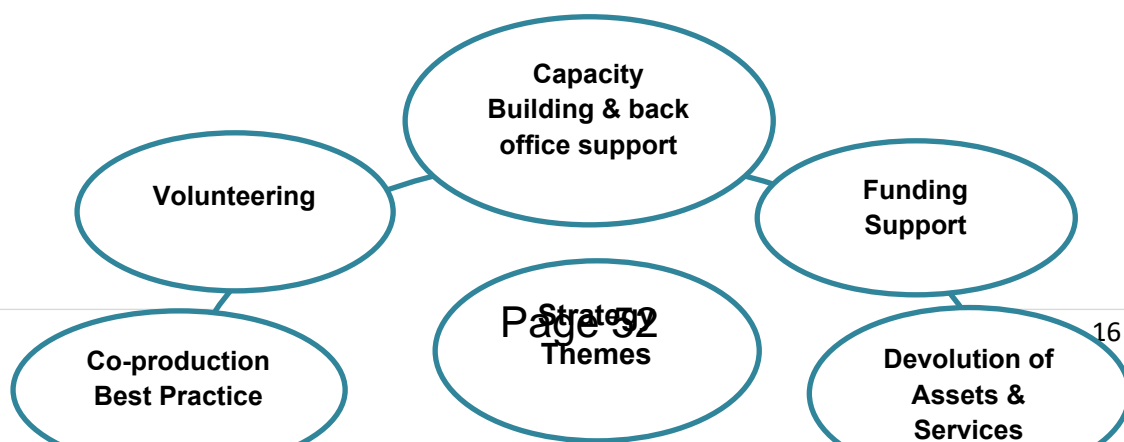 Capacity
Building & back
office support
Volunteering
Funding
Support
Strategy
Themes
Page 52
16
Co-production
Best Practice
Devolution of
Assets &
Services